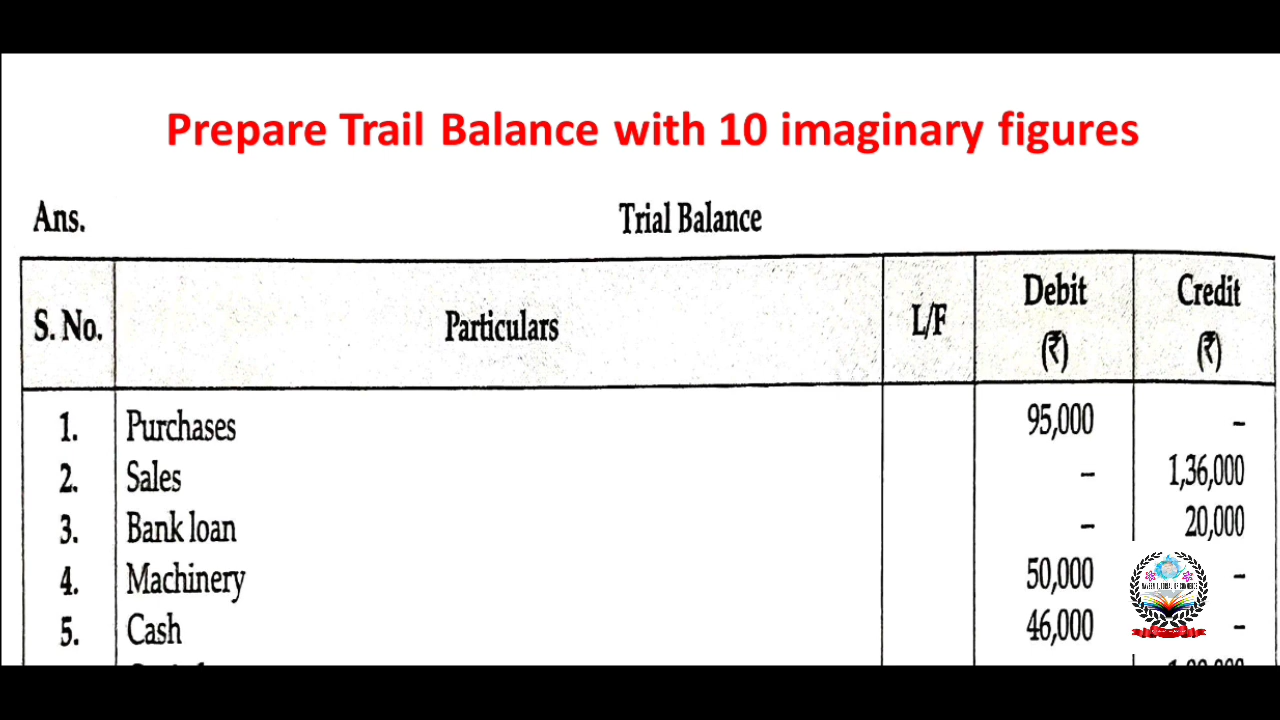 Prepare Trail Balance with 10 imaginary figures
Ans. Trial Balance
S. No. Particulars L/F Debit (₹) Credit (₹)
1. Purchases 95,000 –
2. Sales – 1,36,000
3. Bank loan – 20,000
4. Machinery 50,000 –
5. Cash 46,000 –